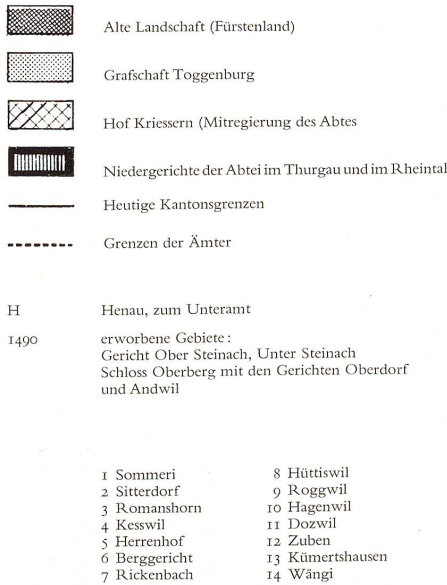 Alte Landschaft (Fürstenland)
Grafschaft Toggenburg
Hof Kriessern (Mitregierung des Abtes
Niedergerichte der Abtei im Thurgau und im Rheintal
Heutige Kantonsgrenzen
Grenzen der Ämter
H Henau, zum Unteramt
1490 erworbene Gebiete:
Gericht Ober Steinach, Unter Steinach
Schloss Oberberg mit den Gerichten Oberdorf
und Andwil
1 Sommeri
2 Sitterdorf
3 Romanshorn
4 Kesswil
5 Herrenhof
6 Berggericht
7 Rickenbach
8 Hüttiswil
9 Roggwil
10 Hagenwil
11 Dozwil
12 Zuben
13 Kümertshausen
14 Wängi